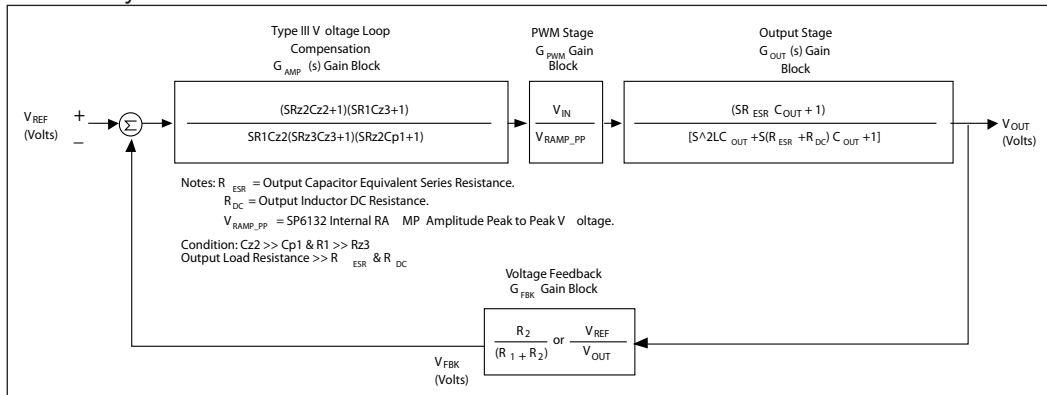 Type III V oltage Loop
Compensation
G AMP (s) Gain Block
PWM Stage
G PWM Gain
Block
Output Stage
G OUT (s) Gain
Block
V REF
(Volts)
+
−
Σ
(SRz2Cz2+1)(SR1Cz3+1)
SR1Cz2(SRz3Cz3+1)(SRz2Cp1+1)
V IN
V RAMP_PP
(SR ESR C OUT + 1)
[S^2LC OUT +S(R ESR +R DC ) C OUT +1]
V OUT
(Volts)
Notes: R ESR = Output Capacitor Equivalent Series Resistance.
R DC = Output Inductor DC Resistance.
V RAMP_PP = SP6132 Internal RA MP Amplitude Peak to Peak V oltage.
Condition: Cz2 >> Cp1 & R1 >> Rz3
Output Load Resistance >> R ESR & R DC
Voltage Feedback
G FBK Gain Block
R 2
(R 1 + R 2 )
or
V REF
V OUT
V FBK
(Volts)